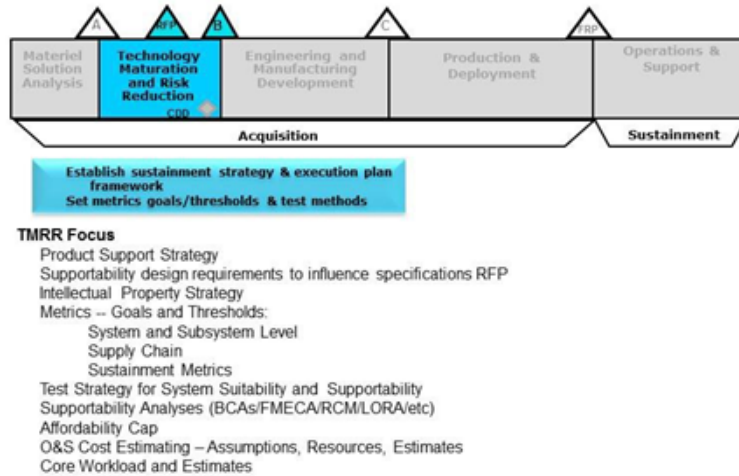 A
RFP
B
C
FRP
Materiel
Solution
Analysis
Technology
Maturation
and Risk
Reduction
CDD
Engineering and
Manufacturing
Development
Production &
Deployment
Operations &
Support
Acquisition
Sustainment
Establish sustainment strategy & execution plan
framework
Set metrics goals/thresholds & test methods
TMRR Focus
Product Support Strategy
Supportability design requirements to influence specifications RFP
Intellectual Property Strategy
Metrics -- Goals and Thresholds:
System and Subsystem Level
Supply Chain
Sustainment Metrics
Test Strategy for System Suitability and Supportability
Supportability Analyses (BCAs/FMECA/RCM/LORA/etc)
Affordability Cap
O&S Cost Estimating – Assumptions, Resources, Estimates
Core Workload and Estimates